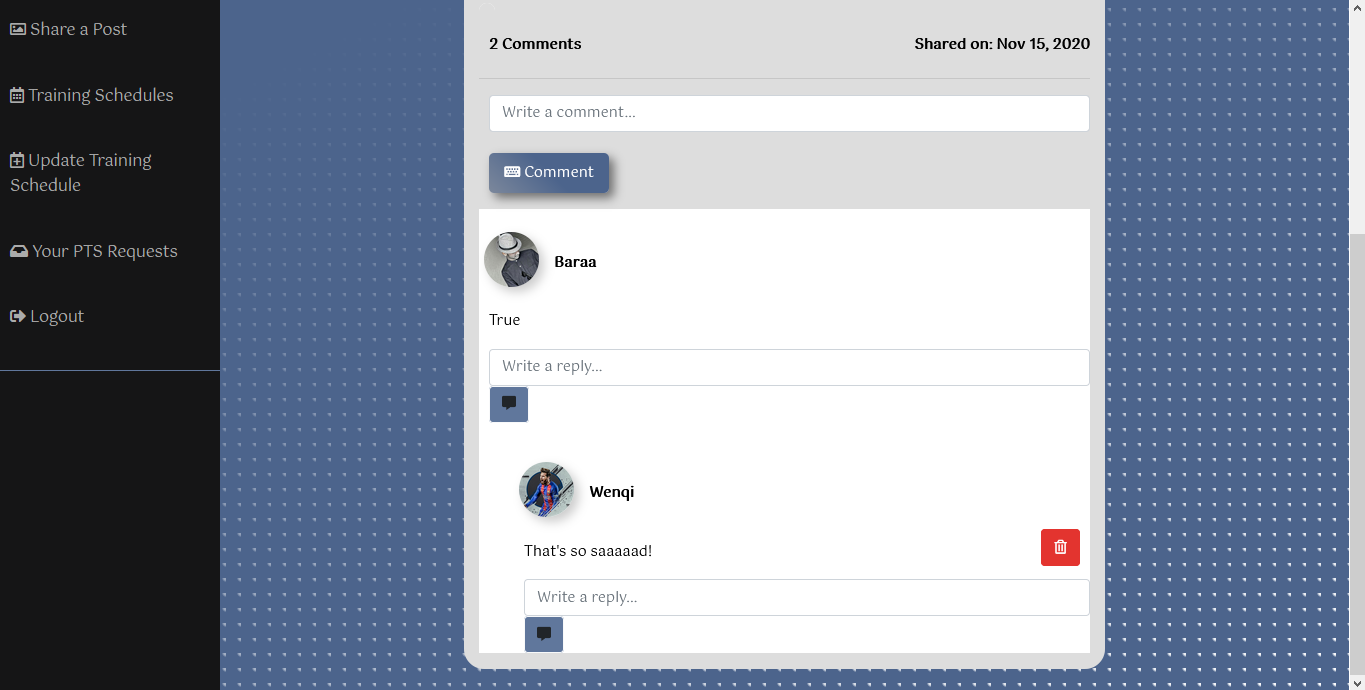 Share a Post
Training Schedules
Update Training
Schedule
Your PTS Requests
Logout
2 Comments
Shared on: Nov 15, 2020
Write a comment...
Comment
Baraa
True
Write a reply...
Wenqi
That's so saaaaad!
Write a reply...